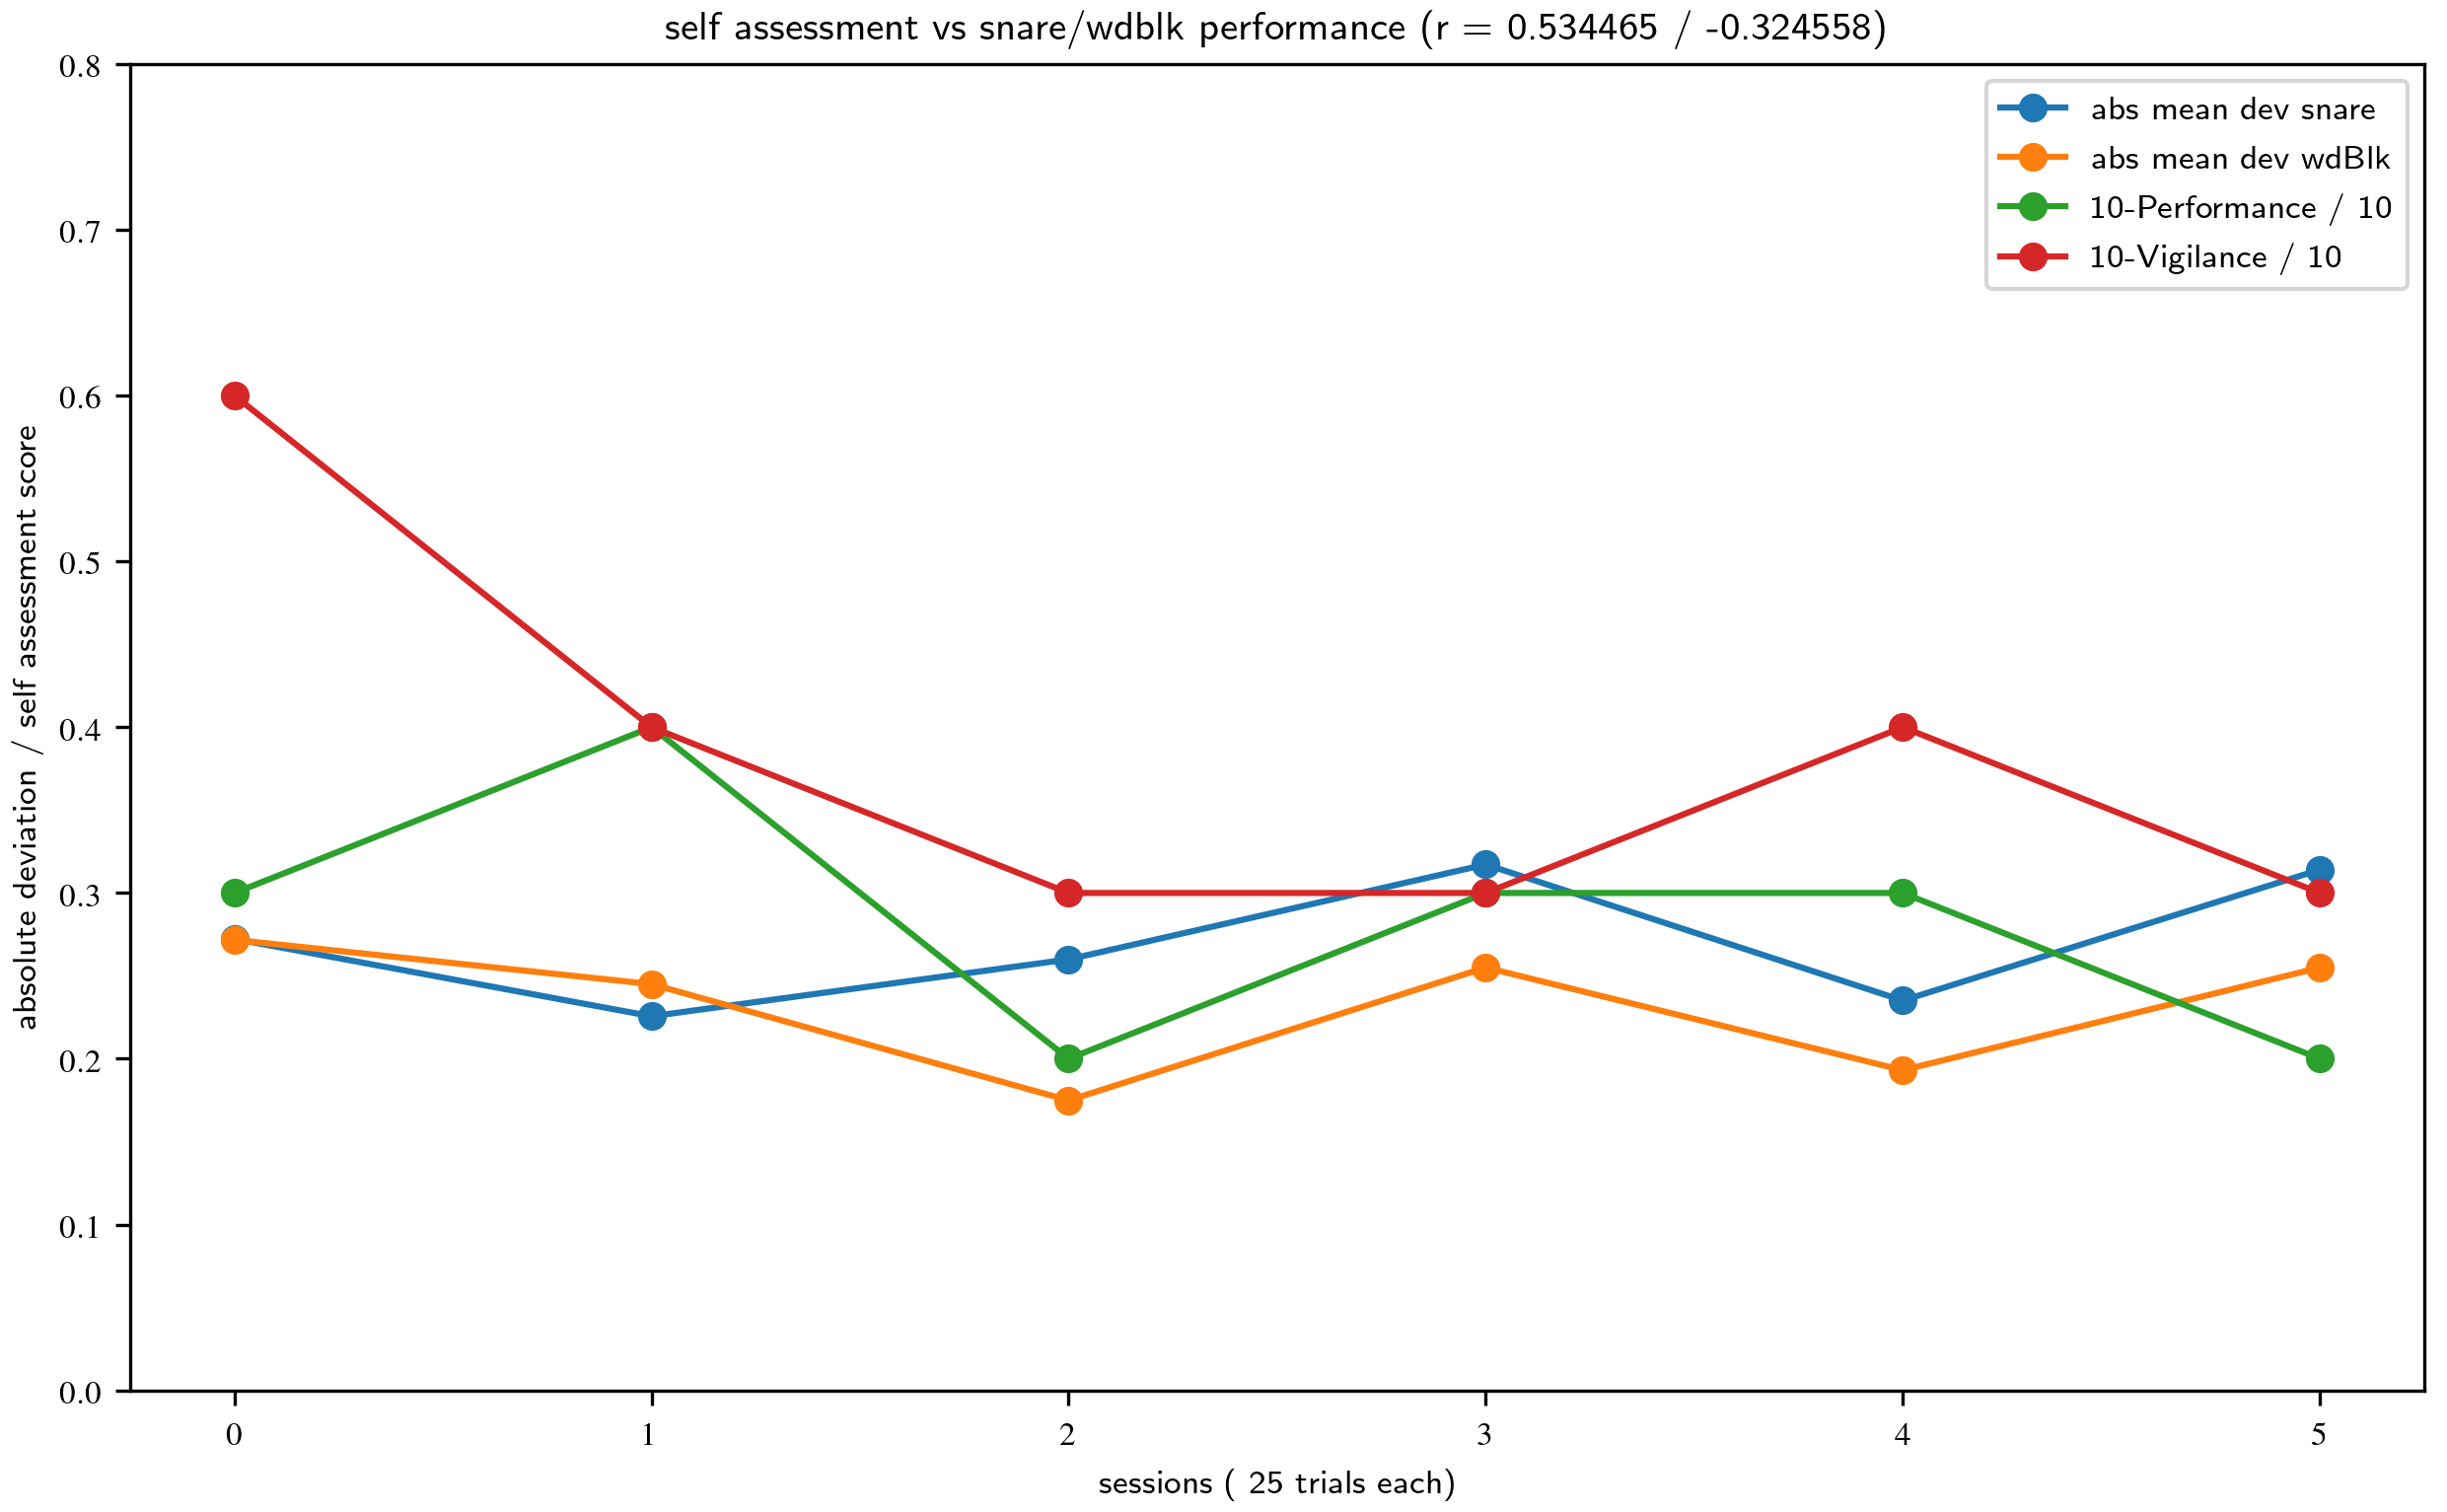 self assessment vs snare/wdblk performance (r = 0.534465 / -0.324558)
abs mean dev snare
abs mean dev wdBlk
10-Performance / 10
10-Vigilance / 10
absolute deviation / self assessment score
0.8
0.7
0.6
0.5
0.4
0.3
0.2
0.1
0.0
0 1 2 3 4 5
sessions ( 25 trials each)